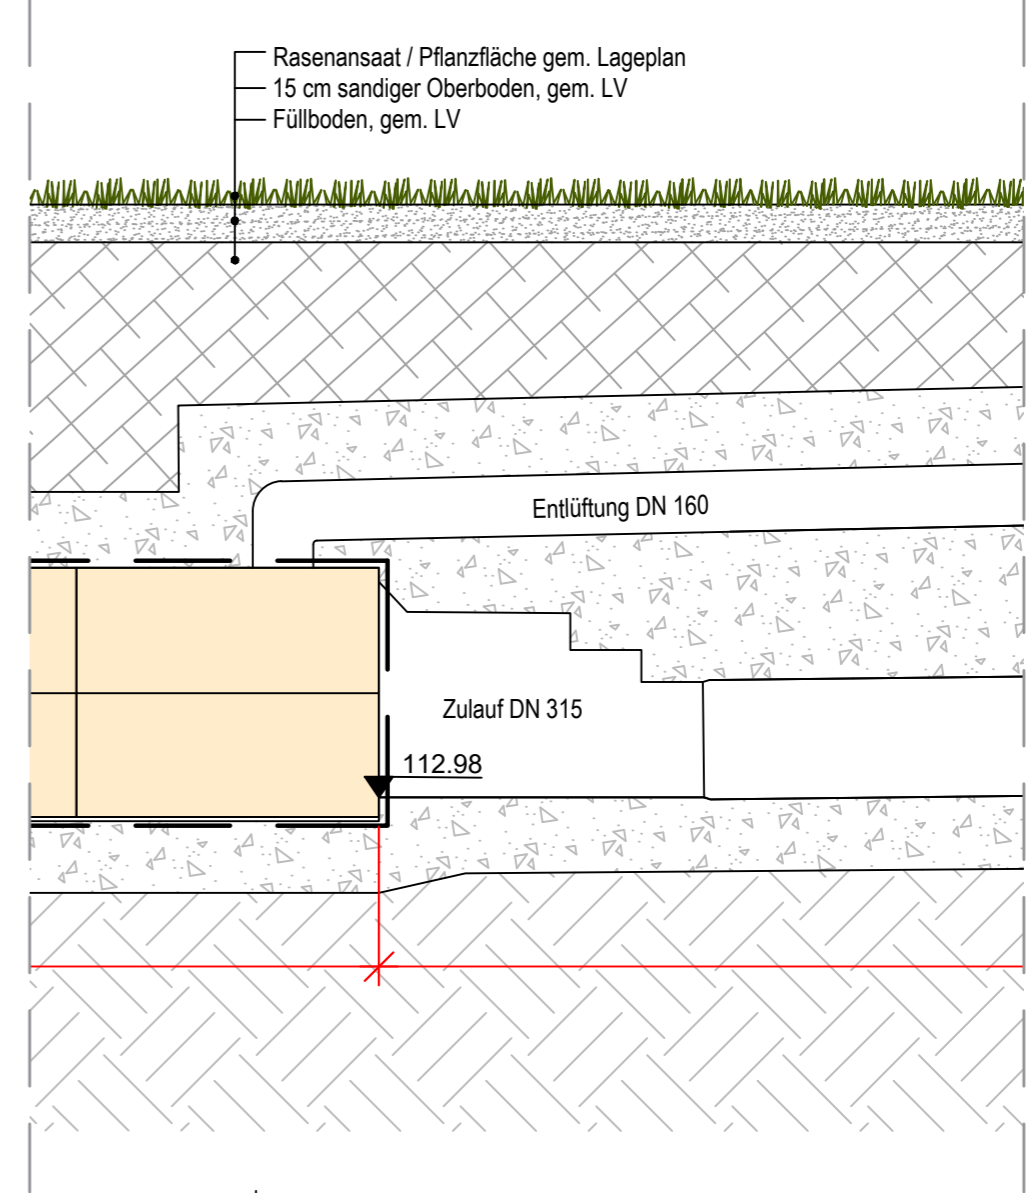 Rasenansaat / Pflanzfläche gem. Lageplan
15 cm sandiger Oberboden, gem. LV
Füllboden, gem. LV
Entlüftung DN 160
Zulauf DN 315
112.98